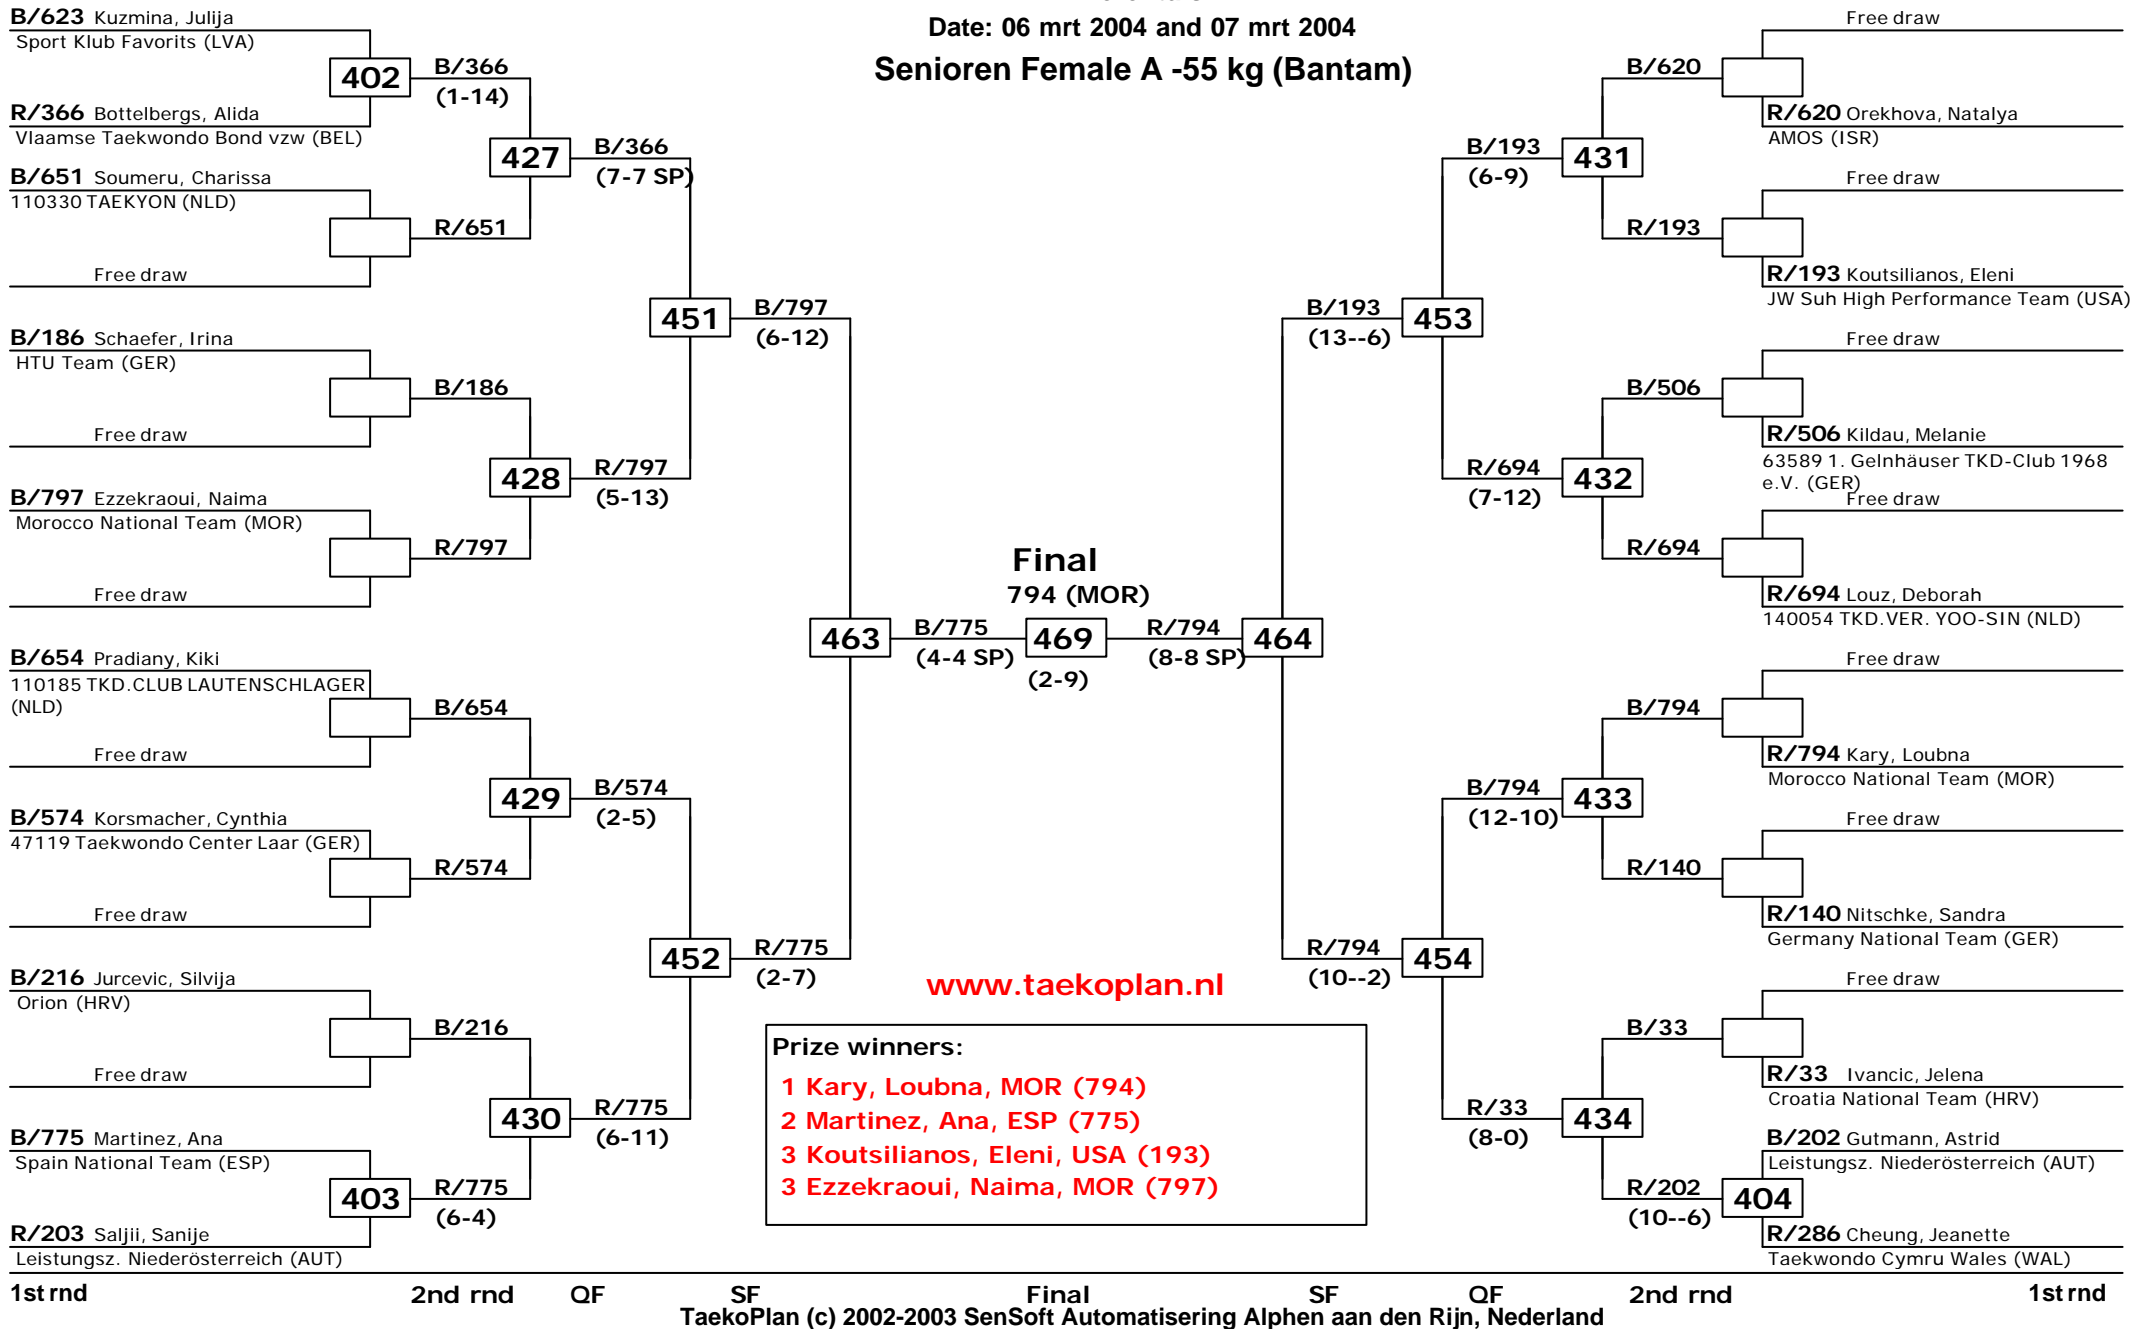 Date: 06 mrt 2004 and 07 mrt 2004
Senioren Female A -55 kg (Bantam)
B/623 Kuzmina, Julija
Sport Klub Favorits (LVA)
402
B/366
(1-14)
R/366 Bottelbergs, Alida
Vlaamse Taekwondo Bond vzw (BEL)
427
B/366
(7-7 SP)
B/651 Soumeru, Charissa
110330 TAEKYON (NLD)
R/651
Free draw
451
B/797
(6-12)
B/186 Schaefer, Irina
HTU Team (GER)
B/186
Free draw
428
R/797
(5-13)
B/797 Ezzekraoui, Naima
Morocco National Team (MOR)
R/797
Free draw
463
B/775
(4-4 SP)
B/654 Pradiany, Kiki
110185 TKD.CLUB LAUTENSCHLAGER
(NLD)
B/654
Free draw
429
B/574
(2-5)
B/574 Korsmacher, Cynthia
47119 Taekwondo Center Laar (GER)
R/574
Free draw
452
R/775
(2-7)
B/216 Jurcevic, Silvija
Orion (HRV)
B/216
Free draw
430
R/775
(6-11)
B/775 Martinez, Ana
Spain National Team (ESP)
403
R/775
(6-4)
R/203 Saljii, Sanije
Leistungsz. Niederösterreich (AUT)
Final
794 (MOR)
469
(2-9)
www.taekoplan.nl
Prize winners:
1 Kary, Loubna, MOR (794)
2 Martinez, Ana, ESP (775)
3 Koutsilianos, Eleni, USA (193)
3 Ezzekraoui, Naima, MOR (797)
Free draw
B/620
R/620 Orekhova, Natalya
AMOS (ISR)
B/193
(6-9)
431
Free draw
R/193
R/193 Koutsilianos, Eleni
JW Suh High Performance Team (USA)
B/193
(13--6)
453
Free draw
B/506
R/506 Kildau, Melanie
63589 1. Gelnhäuser TKD-Club 1968
e.V. (GER)
R/694
(7-12)
432
Free draw
R/694
R/694 Louz, Deborah
140054 TKD.VER. YOO-SIN (NLD)
R/794
(8-8 SP)
464
Free draw
B/794
R/794 Kary, Loubna
Morocco National Team (MOR)
B/794
(12-10)
433
Free draw
R/140
R/140 Nitschke, Sandra
Germany National Team (GER)
R/794
(10--2)
454
Free draw
B/33
R/33 Ivancic, Jelena
Croatia National Team (HRV)
R/33
(8-0)
434
B/202 Gutmann, Astrid
Leistungsz. Niederösterreich (AUT)
R/202
(10--6)
404
R/286 Cheung, Jeanette
Taekwondo Cymru Wales (WAL)
1st rnd 2nd rnd QF SF Final SF QF 2nd rnd 1st rnd
TaekoPlan (c) 2002-2003 SenSoft Automatisering Alphen aan den Rijn, Nederland